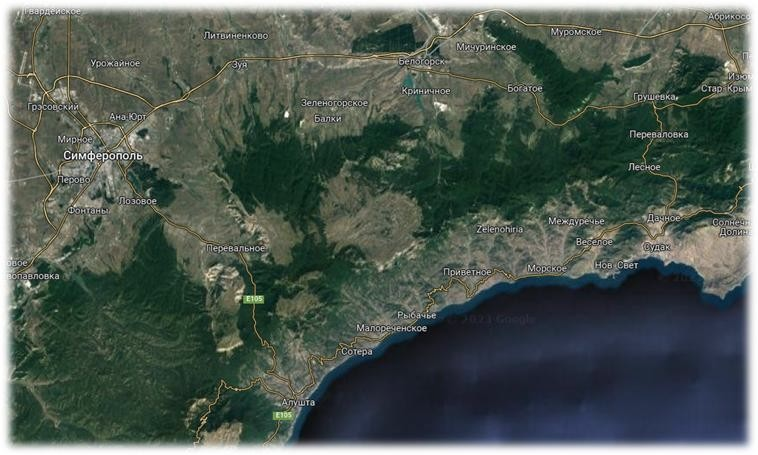 Гвардейское
Абрикосо
Литвиненково
Муромское
Мичуринское
Урожайное
Зуя
Белогорск
Криничное
Богатое
Изюм
Стар Крым
Грушевка
Зеленогорское
Балки
Грэсовский
Ана-Юрт
Мирное
Симферополь
Переваловка
Лесное
Перово
Лозовое
Фонтаны
Дачное
Солнечно
Долин
Междуречье
Zelenohiria
Веселое
Судак
Перевальное
овое
вопавловка
Приветное
Морское
Нов Свет
E105
Рыбачье
© 2023 Google
Малореченское
Сотера
Алушта
E105